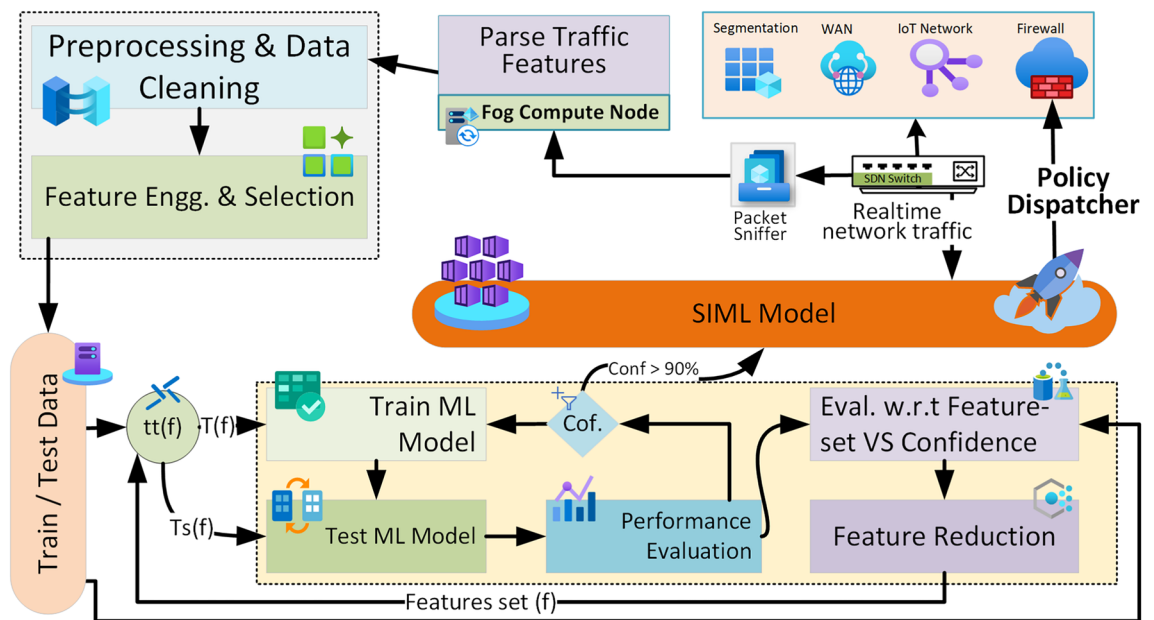 Preprocessing & Data
Cleaning
Feature Engg. & Selection
Parse Traffic
Features
Fog Compute Node
Segmentation
WAN
IoT Network
Firewall
SDN Switch
Packet
Sniffer
Realtime
network traffic
Policy
Dispatcher
SIML Model
Train / Test Data
tt(f)
T(f)
Ts(f)
Train ML
Model
Test ML Model
Cof.
Conf > 90%
Performance
Evaluation
Eval. w.r.t Feature-
set VS Confidence
Feature Reduction
Features set (f)